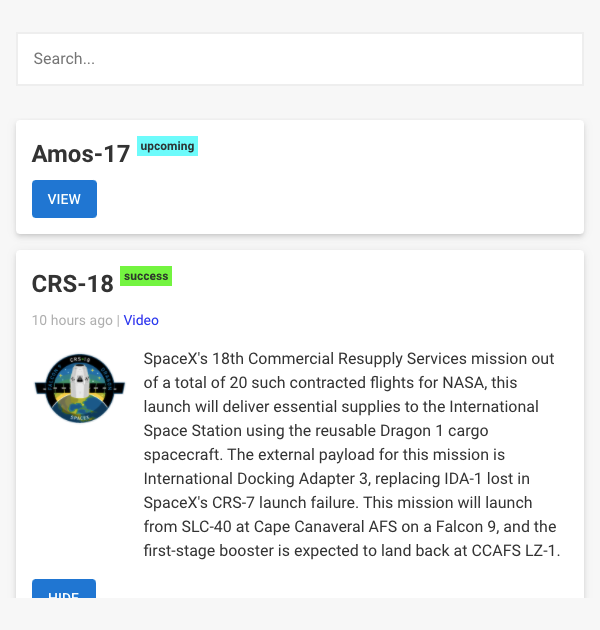 Search...
Amos-17 upcoming
VIEW
CRS-18 success
10 hours ago | Video
CRS-18
SPACEX
SpaceX's 18th Commercial Resupply Services mission out
of a total of 20 such contracted flights for NASA, this
launch will deliver essential supplies to the International
Space Station using the reusable Dragon 1 cargo
spacecraft. The external payload for this mission is
International Docking Adapter 3, replacing IDA-1 lost in
SpaceX's CRS-7 launch failure. This mission will launch
from SLC-40 at Cape Canaveral AFS on a Falcon 9, and the
first-stage booster is expected to land back at CCAFS LZ-1.
HIDE